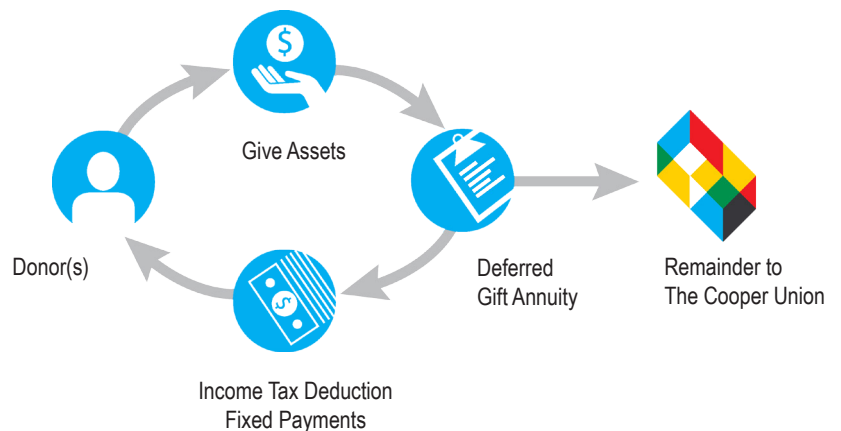 $
Give Assets
Donor(s)
Deferred
Gift Annuity
Remainder to
The Cooper Union
$
Income Tax Deduction
Fixed Payments